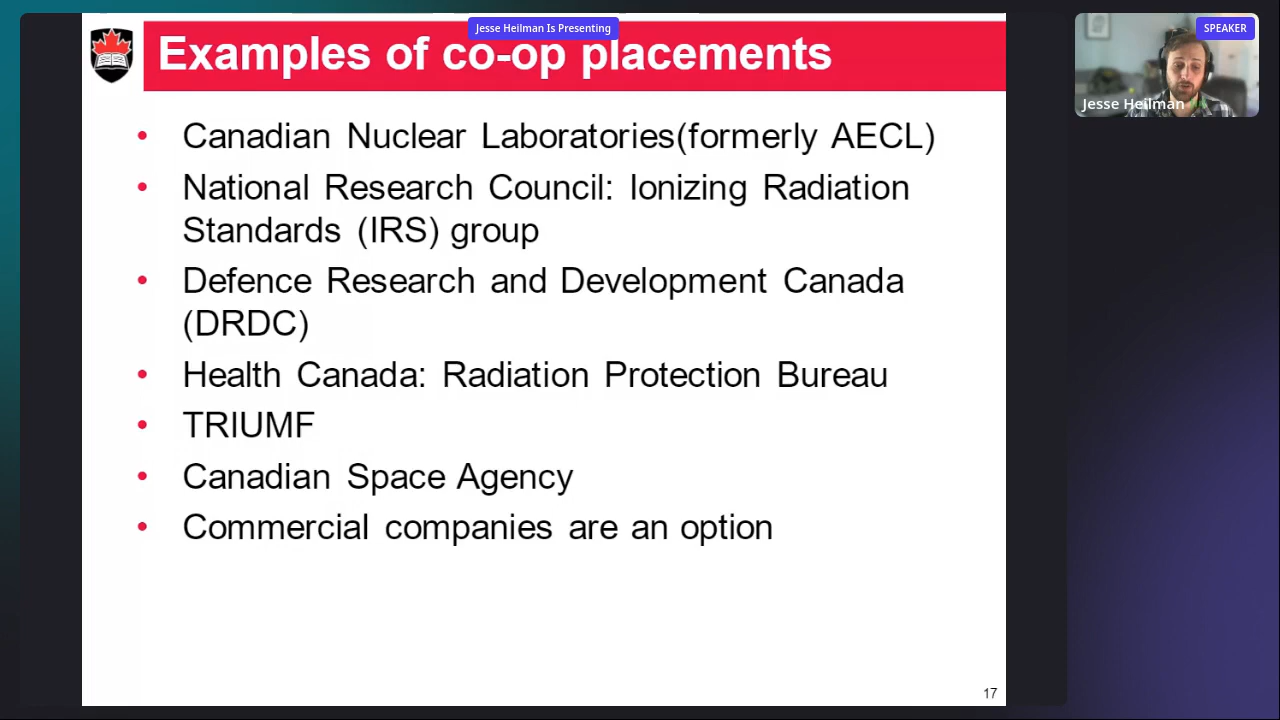 Jesse Heilman Is Presenting
SPEAKER
Examples of co-op placements
Jesse Heilman
• Canadian Nuclear Laboratories(formerly AECL)
• National Research Council: Ionizing Radiation
Standards (IRS) group
• Defence Research and Development Canada
(DRDC)
• Health Canada: Radiation Protection Bureau
• TRIUMF
• Canadian Space Agency
• Commercial companies are an option
17